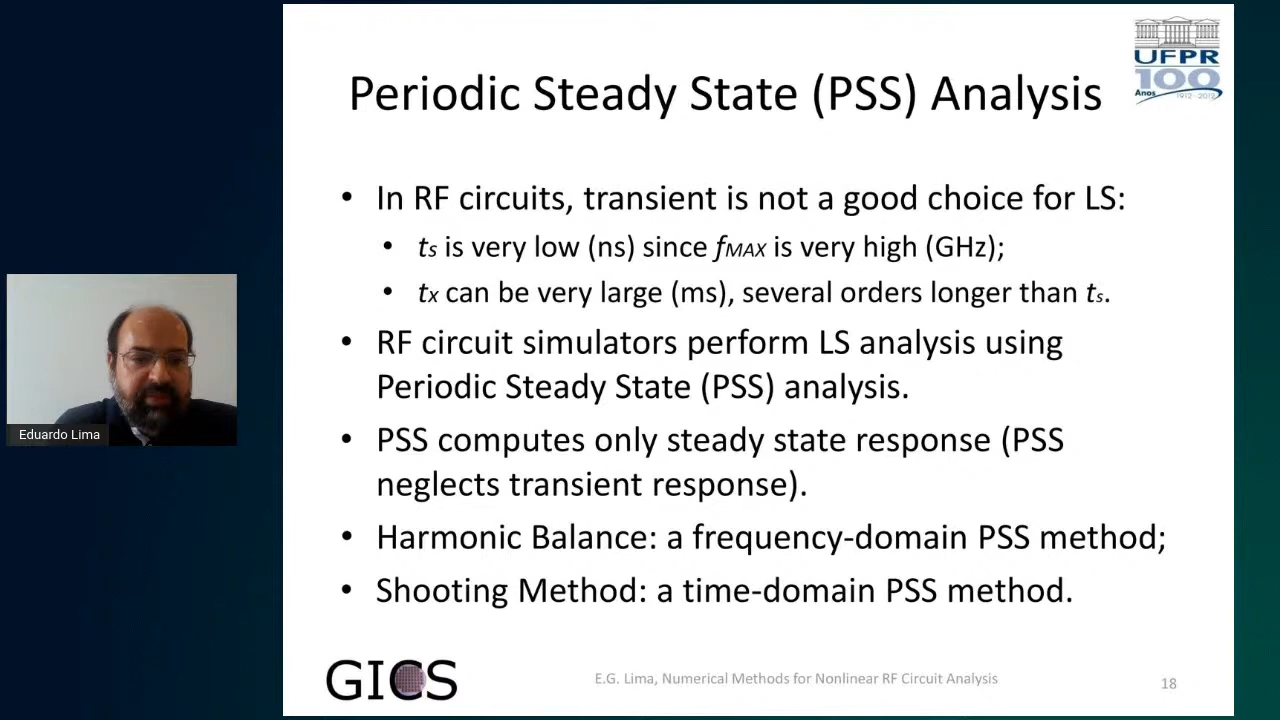 UFPR
100
Anos 1912-2012
Periodic Steady State (PSS) Analysis
• In RF circuits, transient is not a good choice for LS:
• ts is very low (ns) since fMAX is very high (GHz);
• tx can be very large (ms), several orders longer than ts.
• RF circuit simulators perform LS analysis using
Periodic Steady State (PSS) analysis.
• PSS computes only steady state response (PSS
neglects transient response).
• Harmonic Balance: a frequency-domain PSS method;
• Shooting Method: a time-domain PSS method.
Eduardo Lima
GICS
E.G. Lima, Numerical Methods for Nonlinear RF Circuit Analysis
18